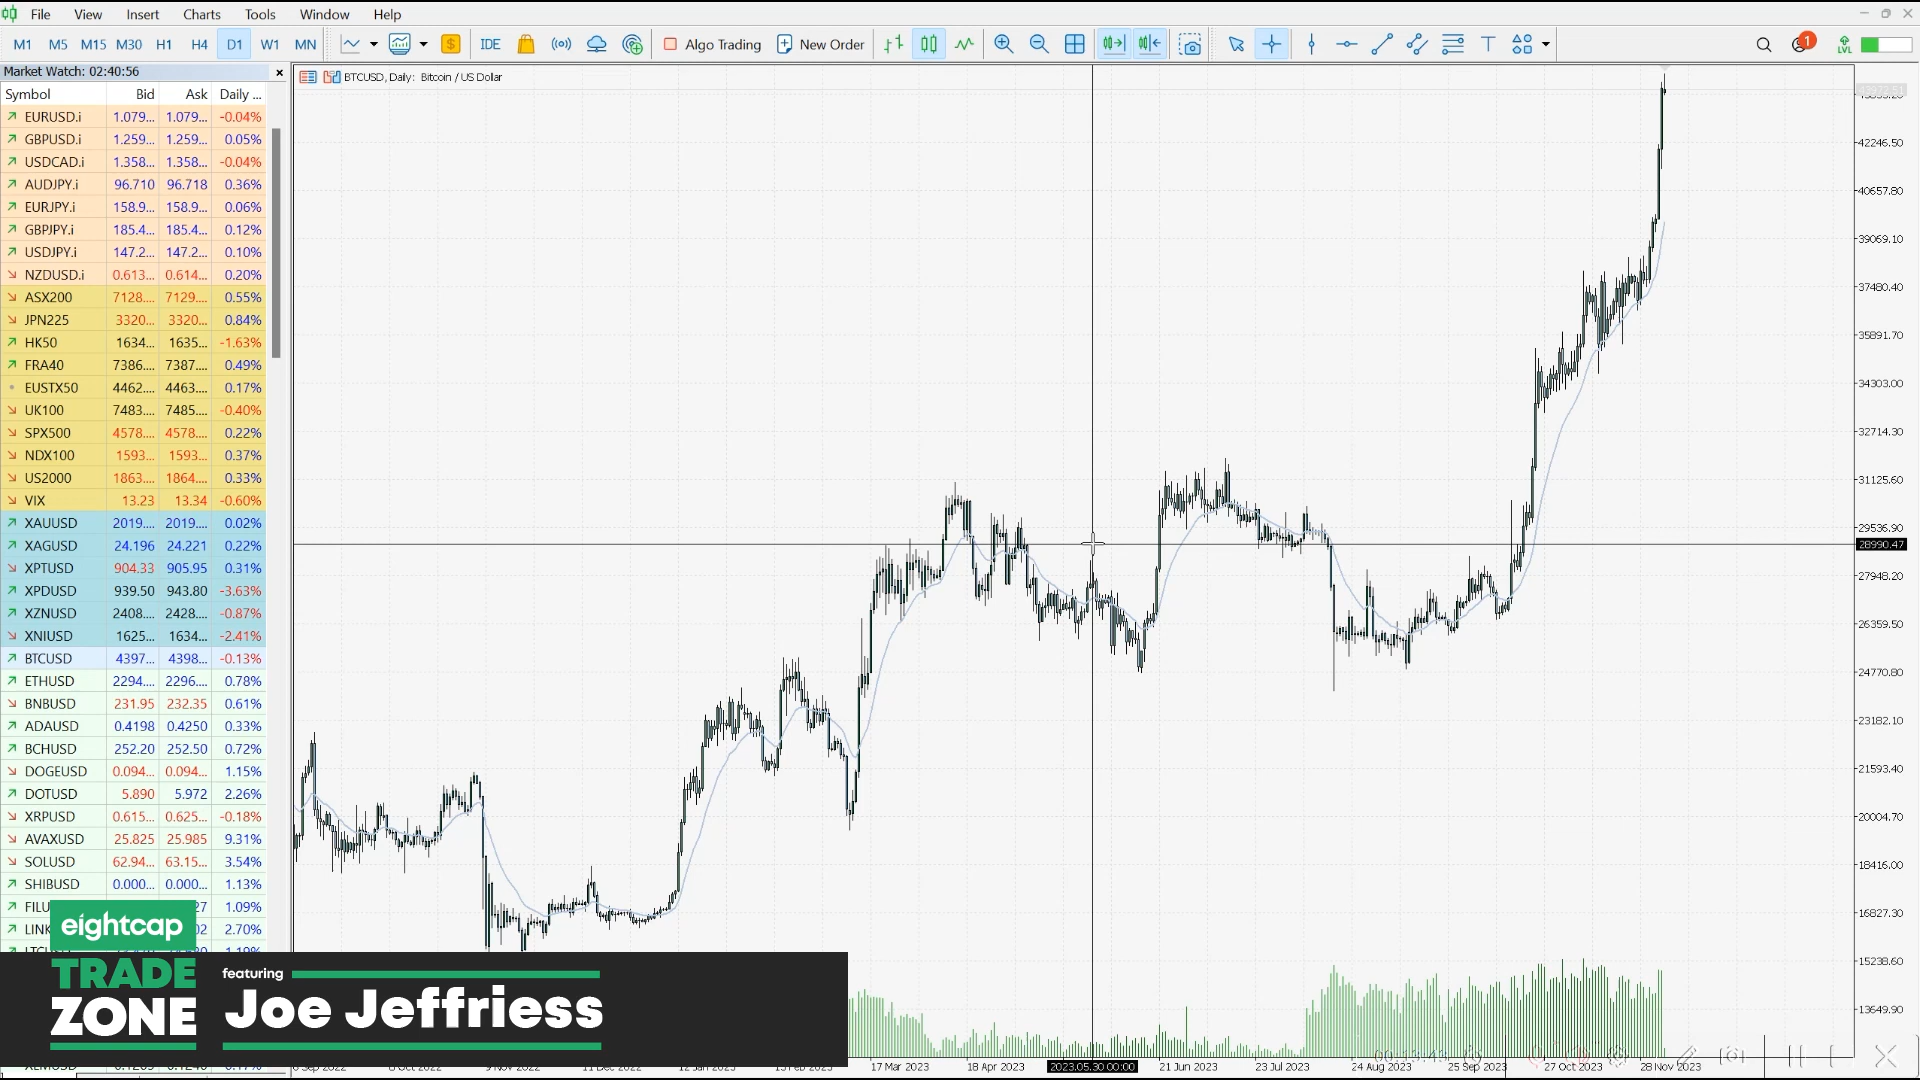 File View Insert Charts Tools Window Help
M1 M5 M15 M30 H1 H4 D1 W1 MN IDE Algo Trading New Order 1 LVL
Market Watch: 02:40:56
BTCUSD, Daily: Bitcoin / US Dollar
Symbol Bid Ask Daily ...
EURUSD.i 1.079... 1.079... -0.04%
GBPUSD.i 1.259... 1.259... 0.05%
USDCAD.i 1.358... 1.358... -0.04%
AUDJPY.i 96.710 96.718 0.36%
EURJPY.i 158.9... 158.9... 0.06%
GBPJPY.i 185.4... 185.4... 0.12%
USDJPY.i 147.2... 147.2... 0.10%
NZDUSD.i 0.613... 0.614... 0.20%
ASX200 7128.... 7129.... 0.55%
JPN225 3320... 3320... 0.84%
HK50 1634... 1635... -1.63%
FRA40 7386.... 7387.... 0.49%
EUSTX50 4462.... 4463.... 0.17%
UK100 7483.... 7485.... -0.40%
SPX500 4578.... 4578.... 0.22%
NDX100 1593... 1593... 0.37%
US2000 1863.... 1864.... 0.33%
VIX 13.23 13.34 -0.60%
XAUUSD 2019.... 2019.... 0.02%
XAGUSD 24.196 24.221 0.22%
XPTUSD 904.33 905.95 0.31%
XPDUSD 939.50 943.80 -3.63%
XZNUSD 2408.... 2428.... -0.87%
XNIUSD 1625... 1634... -2.41%
BTCUSD 4397... 4398... -0.13%
ETHUSD 2294.... 2296.... 0.78%
BNBUSD 231.95 232.35 0.61%
ADAUSD 0.4198 0.4250 0.33%
BCHUSD 252.20 252.50 0.72%
DOGEUSD 0.094... 0.094... 1.15%
DOTUSD 5.890 5.972 2.26%
XRPUSD 0.615... 0.625... -0.18%
AVAXUSD 25.825 25.985 9.31%
SOLUSD 62.94... 63.15... 3.54%
SHIBUSD 0.000... 0.000... 1.13%
FILU 27 1.09%
LINK 02 2.70%
eightcap
TRADE
ZONE
featuring
Joe Jeffriess
42246.50
40657.80
39069.10
37480.40
35891.70
34303.00
32714.30
31125.60
29536.90
28990.47
27948.20
26359.50
24770.80
23182.10
21593.40
20004.70
18416.00
16827.30
15238.60
13649.90
17 Mar 2023 18 Apr 2023 2023.05.30 00:00 21 Jun 2023 23 Jul 2023 24 Aug 2023 25 Sep 2023 27 Oct 2023 28 Nov 2023